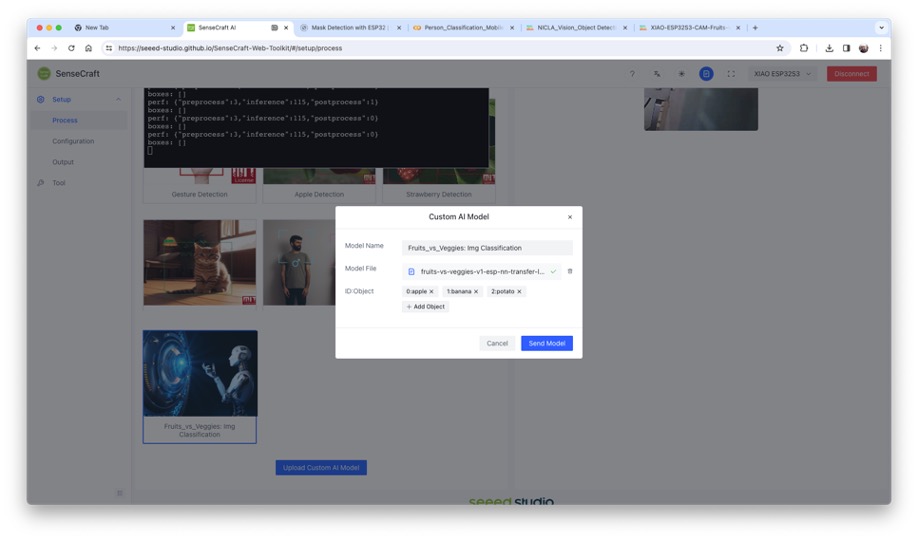 New Tab
SenseCraft AI
Mask Detection with ESP32
Person_Classification_Mobile
NICLA_Vision_Object Detecti
XIAO-ESP32S3-CAM-Fruits-
https://seeed-studio.github.io/SenseCraft-Web-Toolkit/#/setup/process
SenseCraft
XIAO ESP32S3
Disconnect
Setup
Process
Configuration
Output
Tool
boxes: []
perf: {"preprocess":3,"inference":115,"postprocess":1}
boxes: []
perf: {"preprocess":3,"inference":115,"postprocess":0}
boxes: []
perf: {"preprocess":3,"inference":115,"postprocess":0}
boxes: []
Gesture Detection
Apple Detection
Strawberry Detection
Custom AI Model
Model Name
Fruits_vs_Veggies: Img Classification
Model File
fruits-vs-veggies-v1-esp-nn-transfer-l...
ID:Object
0:apple
1:banana
2:potato
+ Add Object
Cancel
Send Model
Fruits_vs_Veggies: Img
Classification
Upload Custom AI Model
seeed studio